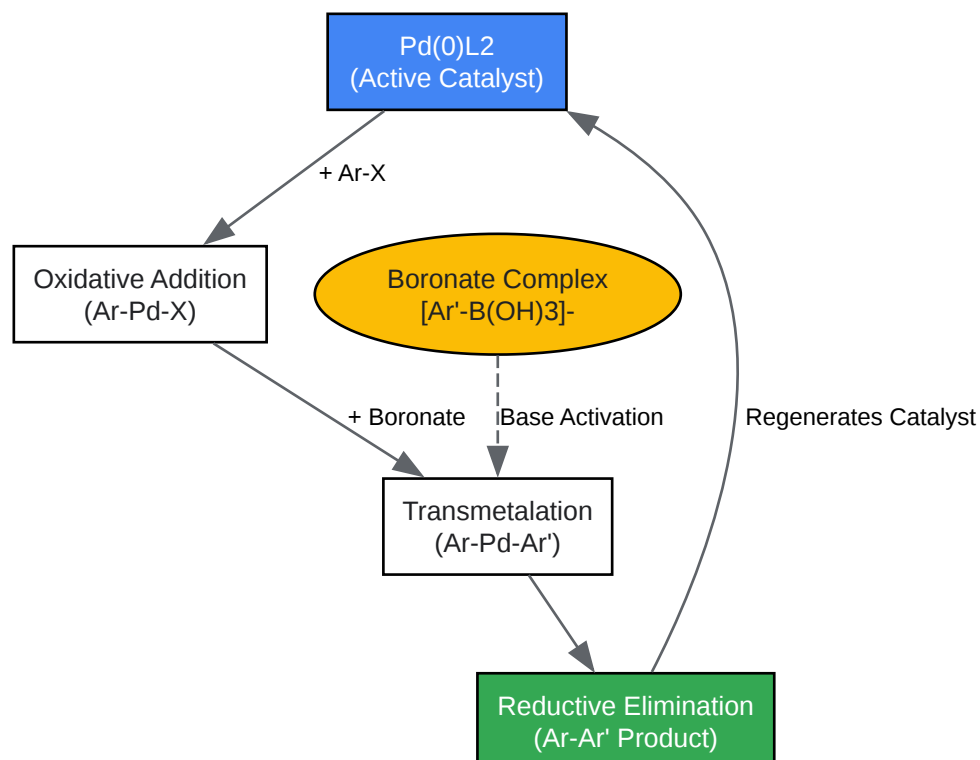 Pd(0)L2
(Active Catalyst)
+ Ar-X
Oxidative Addition
(Ar-Pd-X)
Boronate Complex
[Ar'-B(OH)3]-
+ Boronate
Base Activation
Regenerates Catalyst
Transmetalation
(Ar-Pd-Ar')
Reductive Elimination
(Ar-Ar' Product)